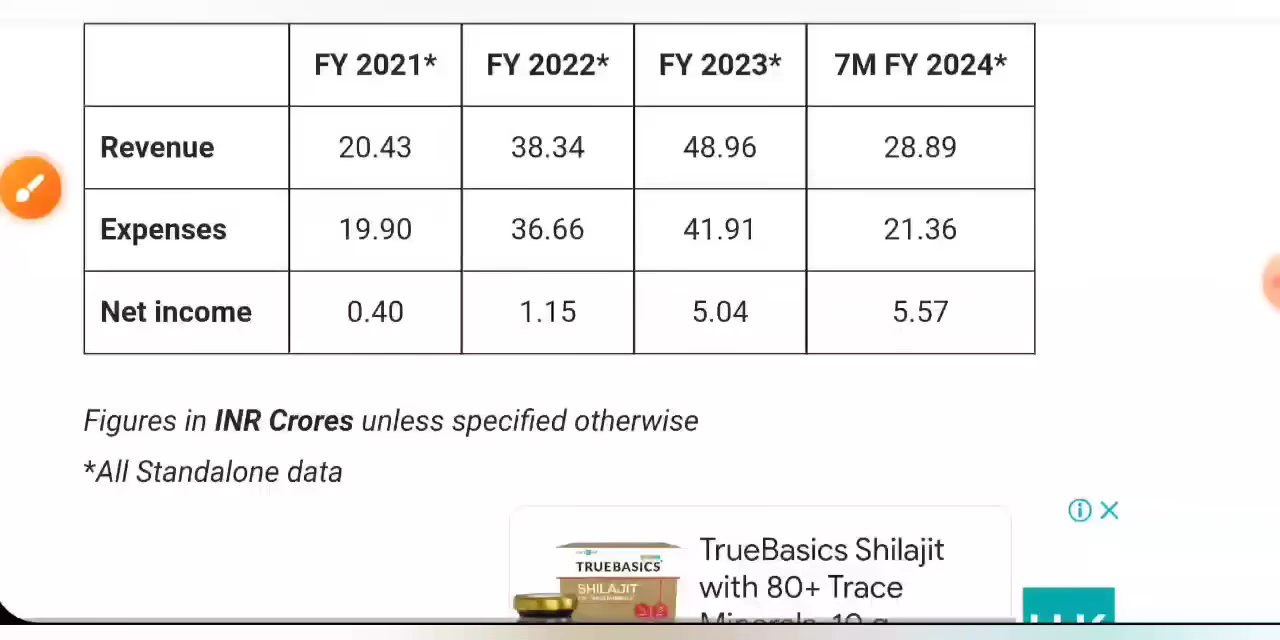 FY 2021* FY 2022* FY 2023* 7M FY 2024*
Revenue 20.43 38.34 48.96 28.89
Expenses 19.90 36.66 41.91 21.36
Net income 0.40 1.15 5.04 5.57
Figures in INR Crores unless specified otherwise
*All Standalone data
TrueBasics Shilajit
with 80+ Trace
TRUEBASICS
SHILAJIT